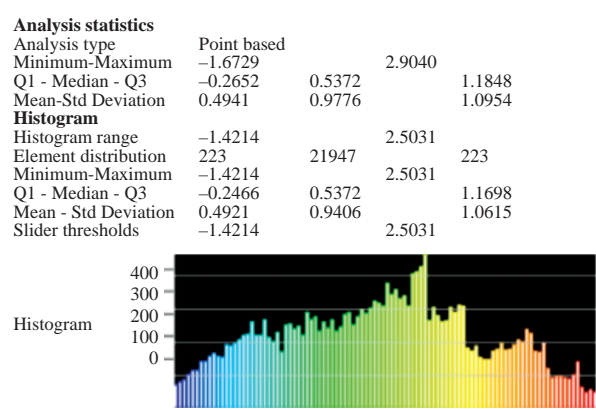 Analysis statistics
Analysis type Point based
Minimum-Maximum –1.6729 2.9040
Q1 - Median - Q3 –0.2652 0.5372 1.1848
Mean-Std Deviation 0.4941 0.9776 1.0954
Histogram
Histogram range –1.4214 2.5031
Element distribution 223 21947 223
Minimum-Maximum –1.4214 2.5031
Q1 - Median - Q3 –0.2466 0.5372 1.1698
Mean - Std Deviation 0.4921 0.9406 1.0615
Slider thresholds –1.4214 2.5031
400
300
200
Histogram
100
0